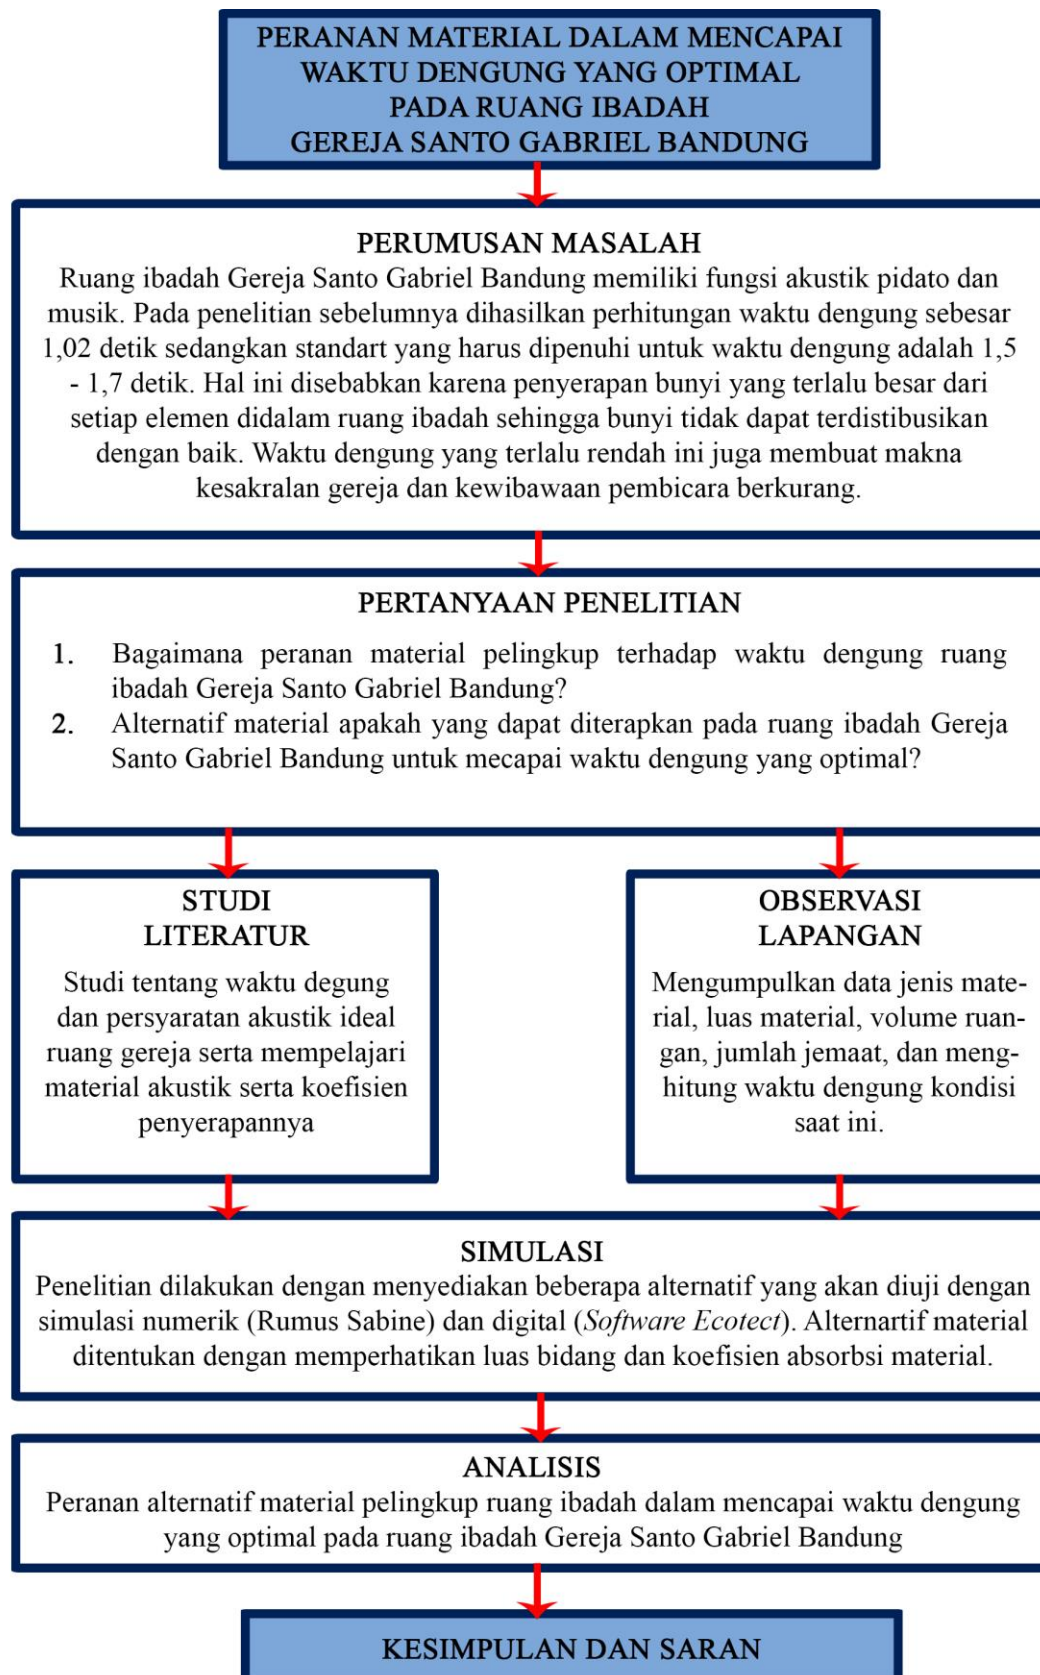 PERANAN MATERIAL DALAM MENCAPAI
WAKTU DENGUNG YANG OPTIMAL
PADA RUANG IBADAH
GEREJA SANTO GABRIEL BANDUNG
PERUMUSAN MASALAH
Ruang ibadah Gereja Santo Gabriel Bandung memiliki fungsi akustik pidato dan
musik. Pada penelitian sebelumnya dihasilkan perhitungan waktu dengung sebesar
1,02 detik sedangkan standart yang harus dipenuhi untuk waktu dengung adalah 1,5
- 1,7 detik. Hal ini disebabkan karena penyerapan bunyi yang terlalu besar dari
setiap elemen didalam ruang ibadah sehingga bunyi tidak dapat terdistibusikan
dengan baik. Waktu dengung yang terlalu rendah ini juga membuat makna
kesakralan gereja dan kewibawaan pembicara berkurang.
PERTANYAAN PENELITIAN
1. Bagaimana peranan material pelingkup terhadap waktu dengung ruang
ibadah Gereja Santo Gabriel Bandung?
2. Alternatif material apakah yang dapat diterapkan pada ruang ibadah Gereja
Santo Gabriel Bandung untuk mecapai waktu dengung yang optimal?
STUDI
LITERATUR
Studi tentang waktu degung
dan persyaratan akustik ideal
ruang gereja serta mempelajari
material akustik serta koefisien
penyerapannya
OBSERVASI
LAPANGAN
Mengumpulkan data jenis mate-
rial, luas material, volume ruan-
gan, jumlah jemaat, dan meng-
hitung waktu dengung kondisi
saat ini.
SIMULASI
Penelitian dilakukan dengan menyediakan beberapa alternatif yang akan diuji dengan
simulasi numerik (Rumus Sabine) dan digital (Software Ecotect). Alternartif material
ditentukan dengan memperhatikan luas bidang dan koefisien absorbsi material.
ANALISIS
Peranan alternatif material pelingkup ruang ibadah dalam mencapai waktu dengung
yang optimal pada ruang ibadah Gereja Santo Gabriel Bandung
KESIMPULAN DAN SARAN